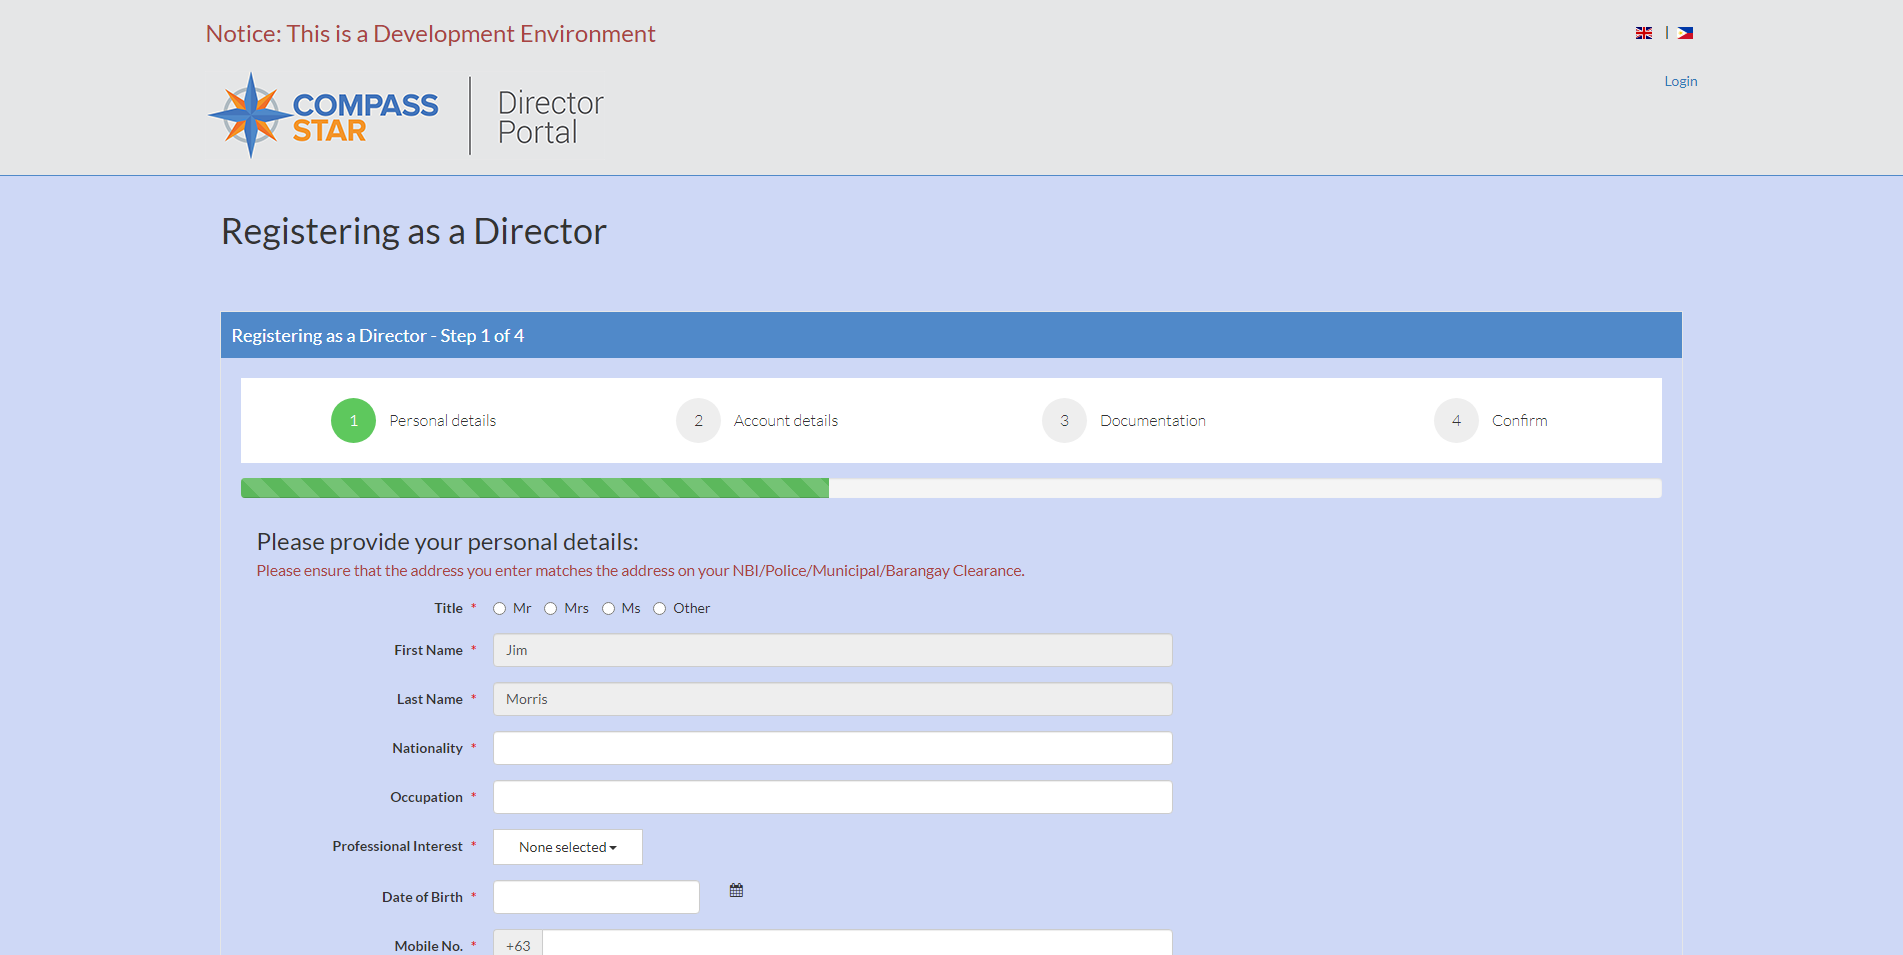 Notice: This is a Development Environment
Login
COMPASS
STAR
Director
Portal
Registering as a Director
Registering as a Director - Step 1 of 4
1 Personal details 2 Account details 3 Documentation 4 Confirm
Please provide your personal details:
Please ensure that the address you enter matches the address on your NBI/Police/Municipal/Barangay Clearance.
Title * Mr Mrs Ms Other
First Name * Jim
Last Name * Morris
Nationality *
Occupation *
Professional Interest * None selected
Date of Birth *
Mobile No. * +63